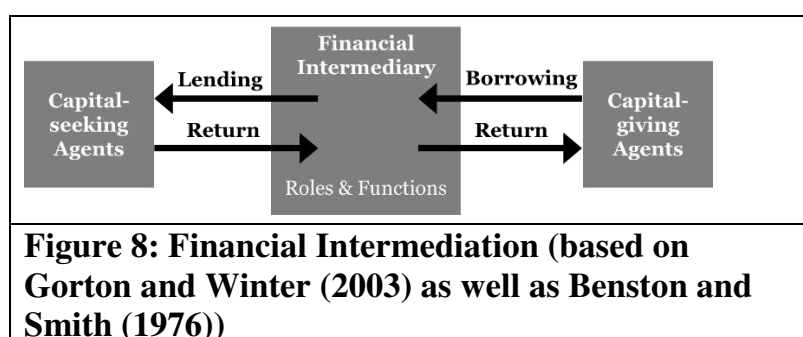 Financial
Intermediary
Lending
Borrowing
Capital-
seeking
Agents
Capital-
giving
Agents
Return
Return
Roles & Functions
Figure 8: Financial Intermediation (based on
Gorton and Winter (2003) as well as Benston and
Smith (1976))